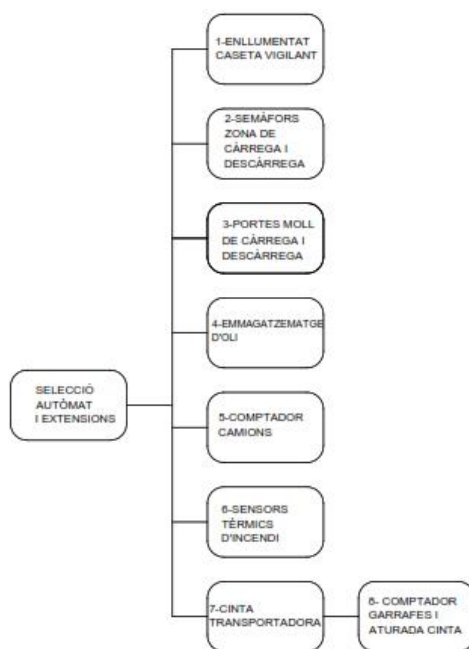 1-ENLLUMENTAT
CASETA VIGILANT
2-SEMÀFORS
ZONA DE
CÀRREGA I
DESCÀRREGA
3-PORTES MOLL
DE CÀRREGA I
DESCÀRREGA
4-EMMAGATZEMATGE
D'OLI
SELECCIÓ
AUTÒMAT
I EXTENSIONS
5-COMPTADOR
CAMIONS
6-SENSORS
TÈRMICS
D'INCENDI
7-CINTA
TRANSPORTADORA
8- COMPTADOR
GARRAFES I
ATURADA CINTA